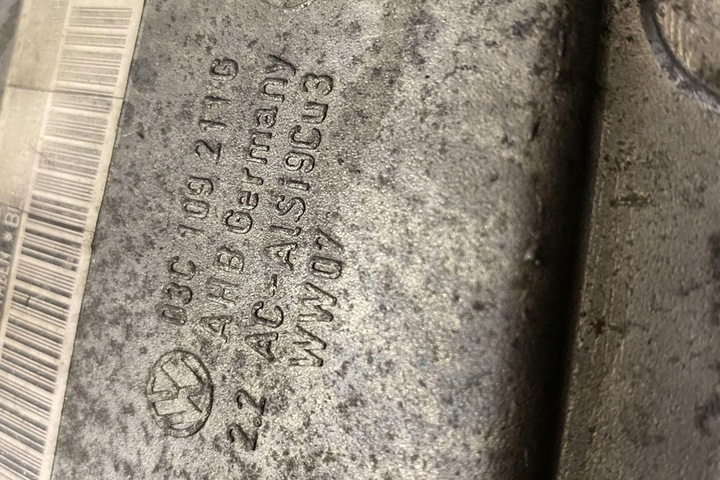 03C 109 211 G
AHB Germany
2.2 AC-AlSi9Cu3
WW07